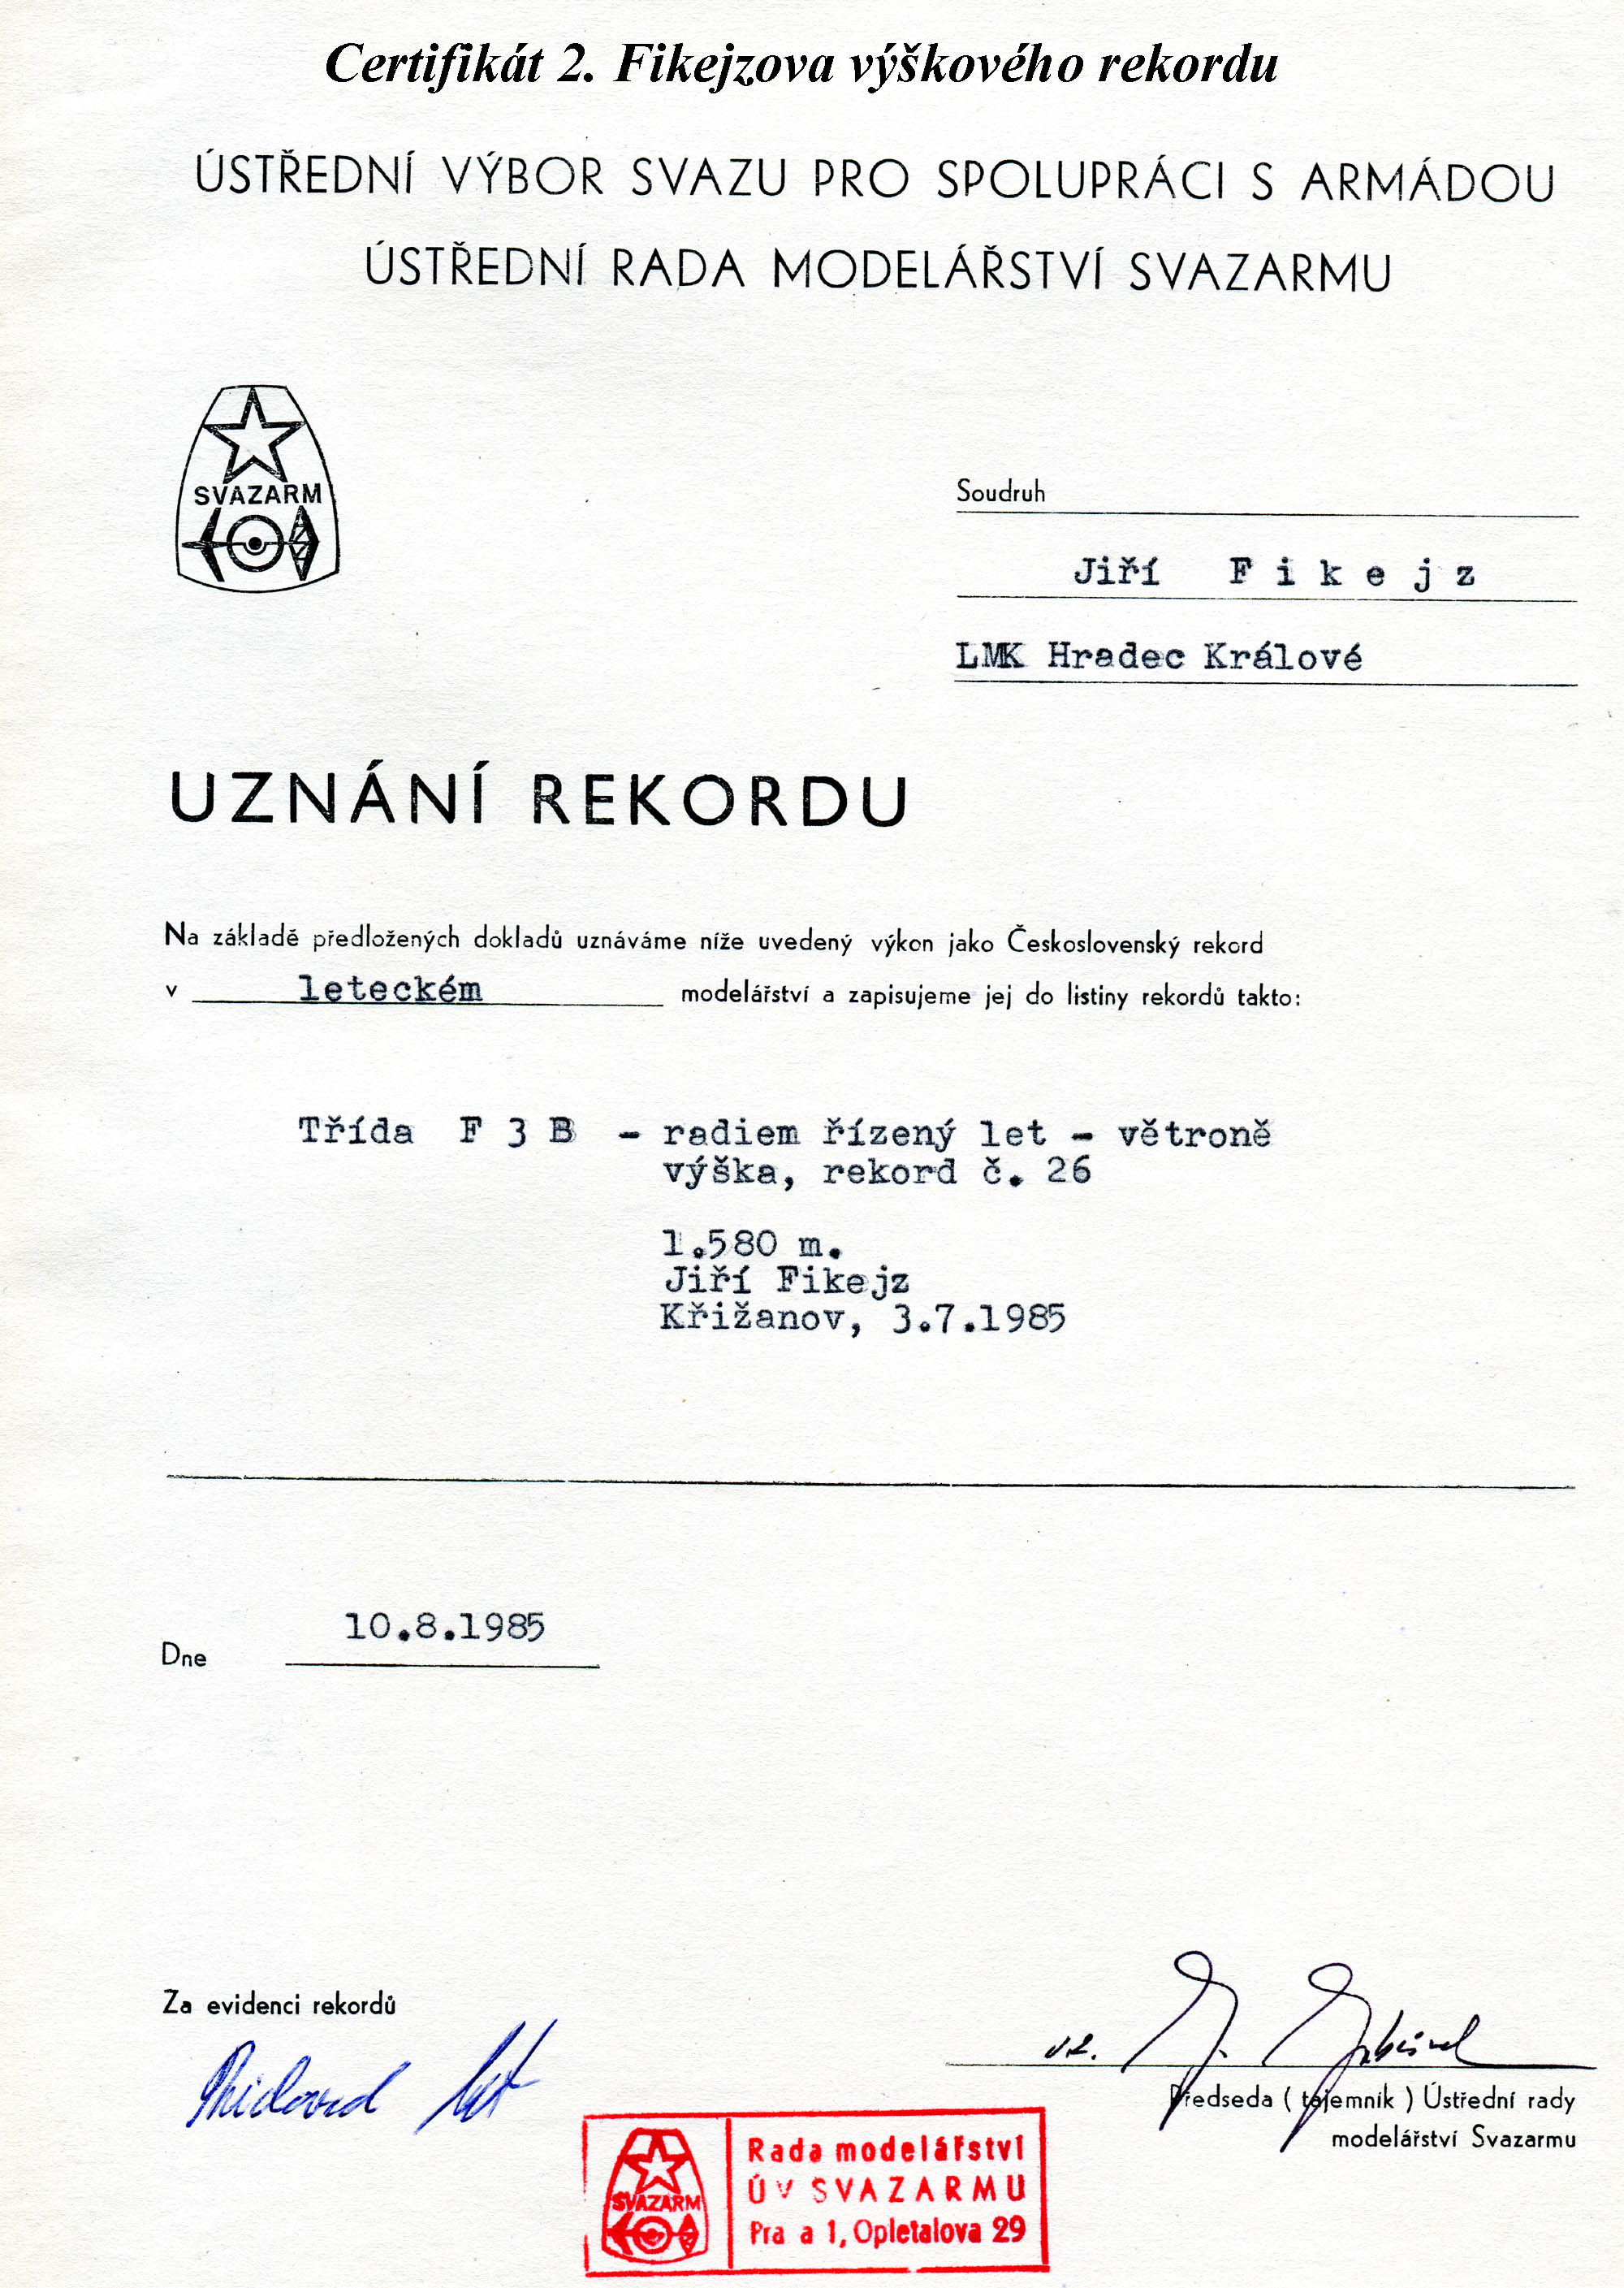 Certifikát 2. Fikejzova výškového rekordu
ÚSTŘEDNÍ VÝBOR SVAZU PRO SPOLUPRÁCI S ARMÁDOU
ÚSTŘEDNÍ RADA MODELÁŘSTVÍ SVAZARMU
SVAZARM
Soudruh
Jiří F i k e j z
LMK Hradec Králové
UZNÁNÍ REKORDU
Na základě předložených dokladů uznáváme níže uvedený výkon jako Československý rekord
v leteckém modelářství a zapisujeme jej do listiny rekordů takto:
Třída F 3 B - radiem řízený let - větroně
výška, rekord č. 26
1.580 m.
Jiří Fikejz
Křižanov, 3.7.1985
10.8.1985
Dne
Za evidenci rekordů
v.z.
Předseda ( tajemník ) Ústřední rady
modelářství Svazarmu
Rada modelářství
ÚV SVAZARMU
Pra a 1, Opletalova 29
SVAZARM